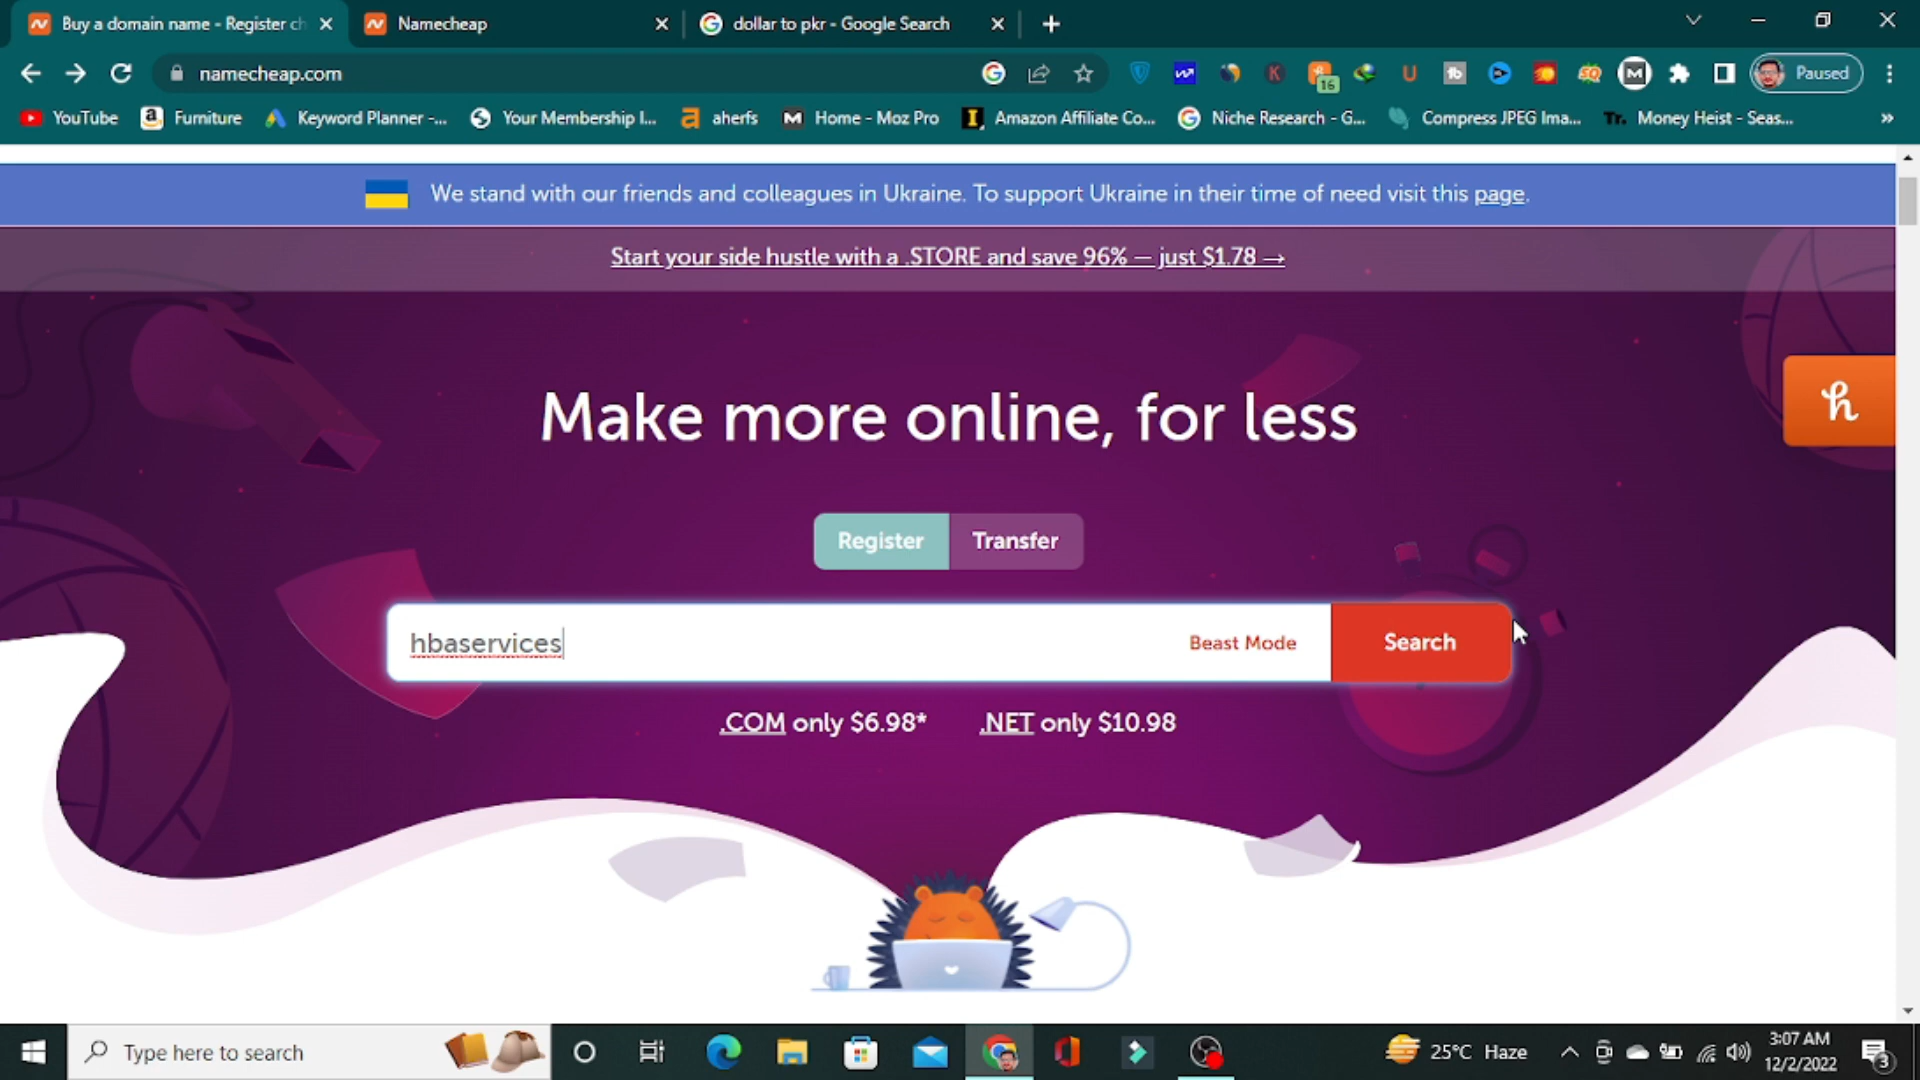 Buy a domain name - Register ch
Namecheap
dollar to pkr - Google Search
namecheap.com
16
Paused
YouTube
Furniture
Keyword Planner -...
Your Membership I...
aherfs
Home - Moz Pro
Amazon Affiliate Co...
Niche Research - G...
Compress JPEG Ima...
Money Heist - Seas...
We stand with our friends and colleagues in Ukraine. To support Ukraine in their time of need visit this page.
Start your side hustle with a .STORE and save 96% — just $1.78 →
Make more online, for less
Register
Transfer
hbaservices
Beast Mode
Search
.COM only $6.98*
.NET only $10.98
Type here to search
25°C Haze
3:07 AM
12/2/2022
3